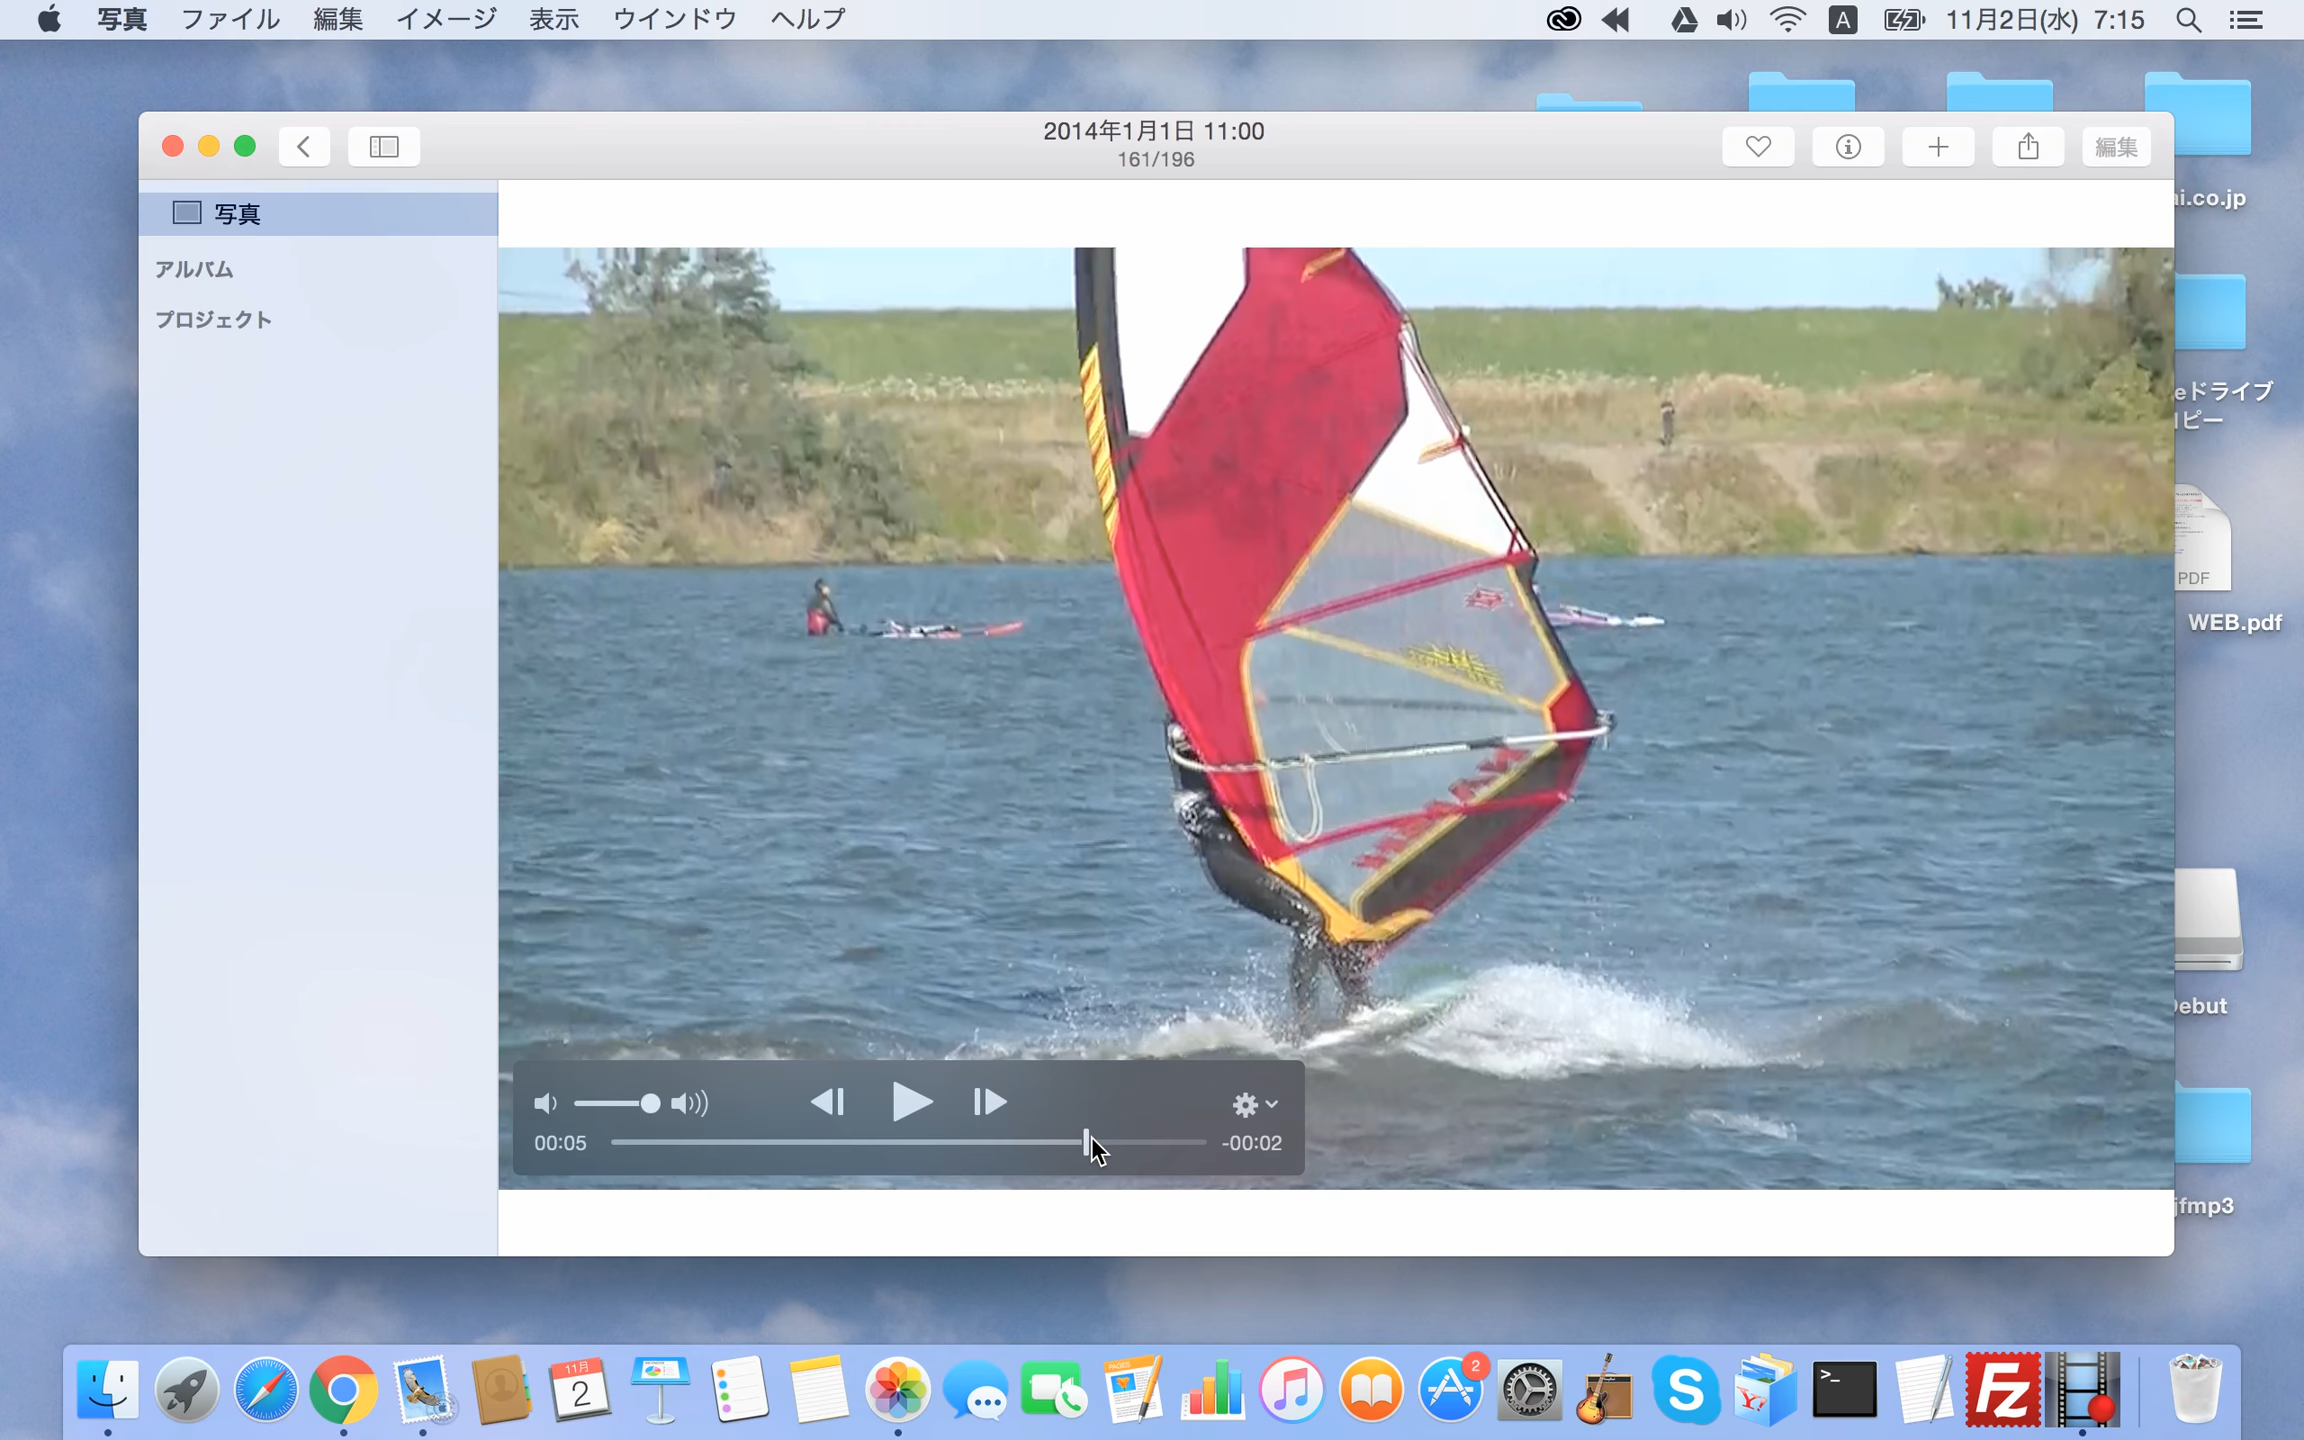 写真 ファイル 編集 イメージ 表示 ウインドウ ヘルプ A 11月2日(水) 7:15
2014年1月1日 11:00
161/196
編集
写真
アルバム
プロジェクト
ai.co.jp
eドライブ
ピー
PDF
WEB.pdf
ebut
jfmp3
00:05
-00:02
11月
2
PAGES
2
S
Y!
>_
Fz